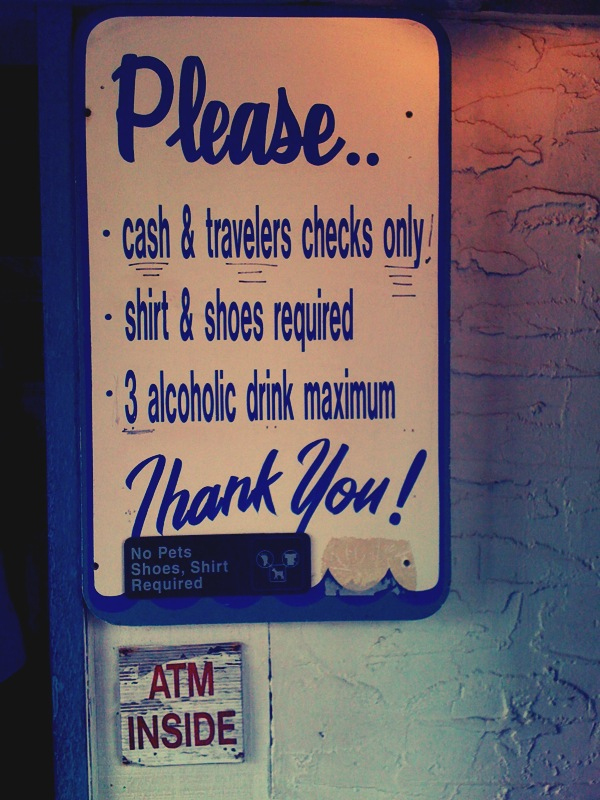 Please..
• cash & travelers checks only!
• shirt & shoes required
• 3 alcoholic drink maximum
Thank You!
No Pets
Shoes, Shirt
Required
ATM
INSIDE